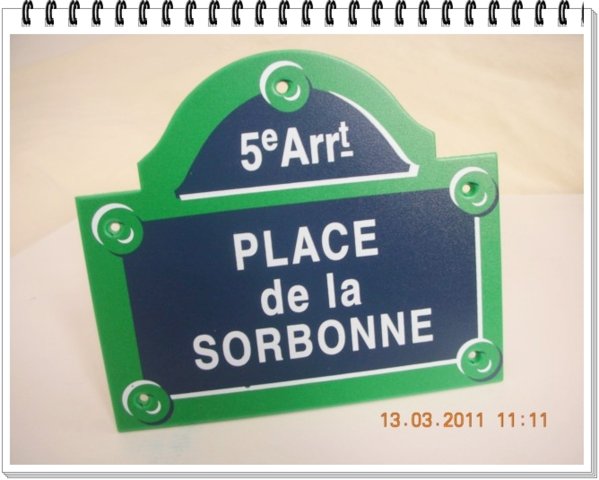 5e Arrt
PLACE
de la
SORBONNE
13.03.2011 11:11